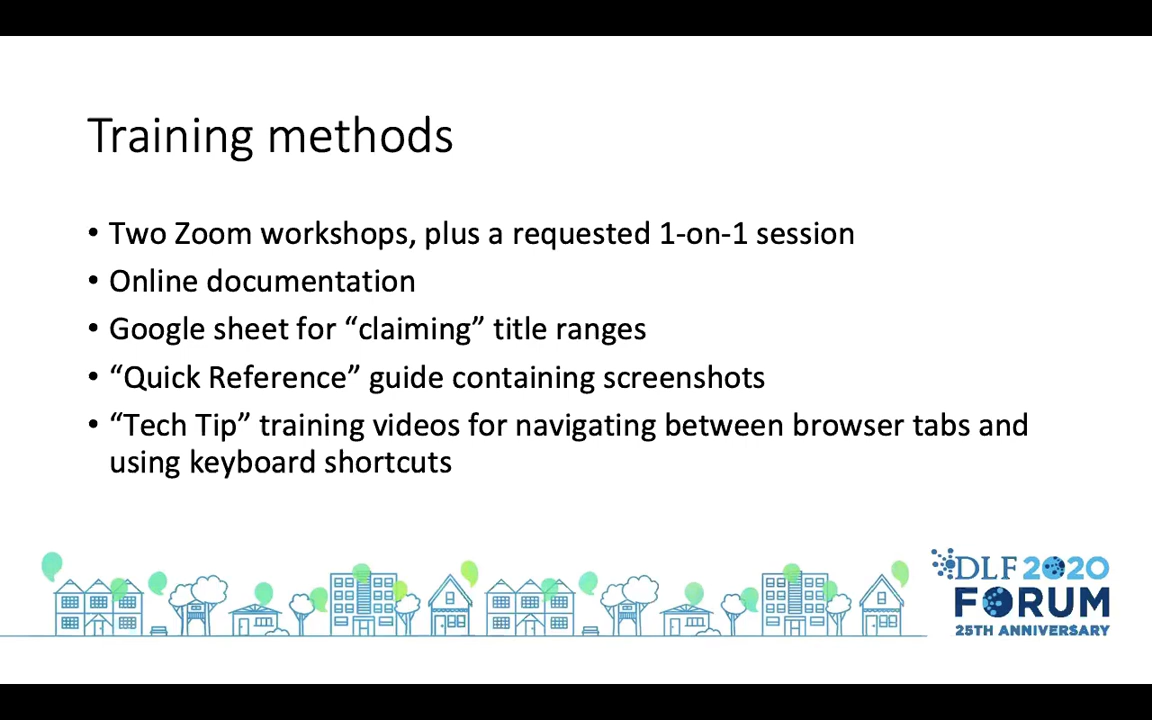 Training methods
• Two Zoom workshops, plus a requested 1-on-1 session
• Online documentation
• Google sheet for “claiming” title ranges
• “Quick Reference” guide containing screenshots
• “Tech Tip” training videos for navigating between browser tabs and
using keyboard shortcuts
DLF 2020
FORUM
25TH ANNIVERSARY